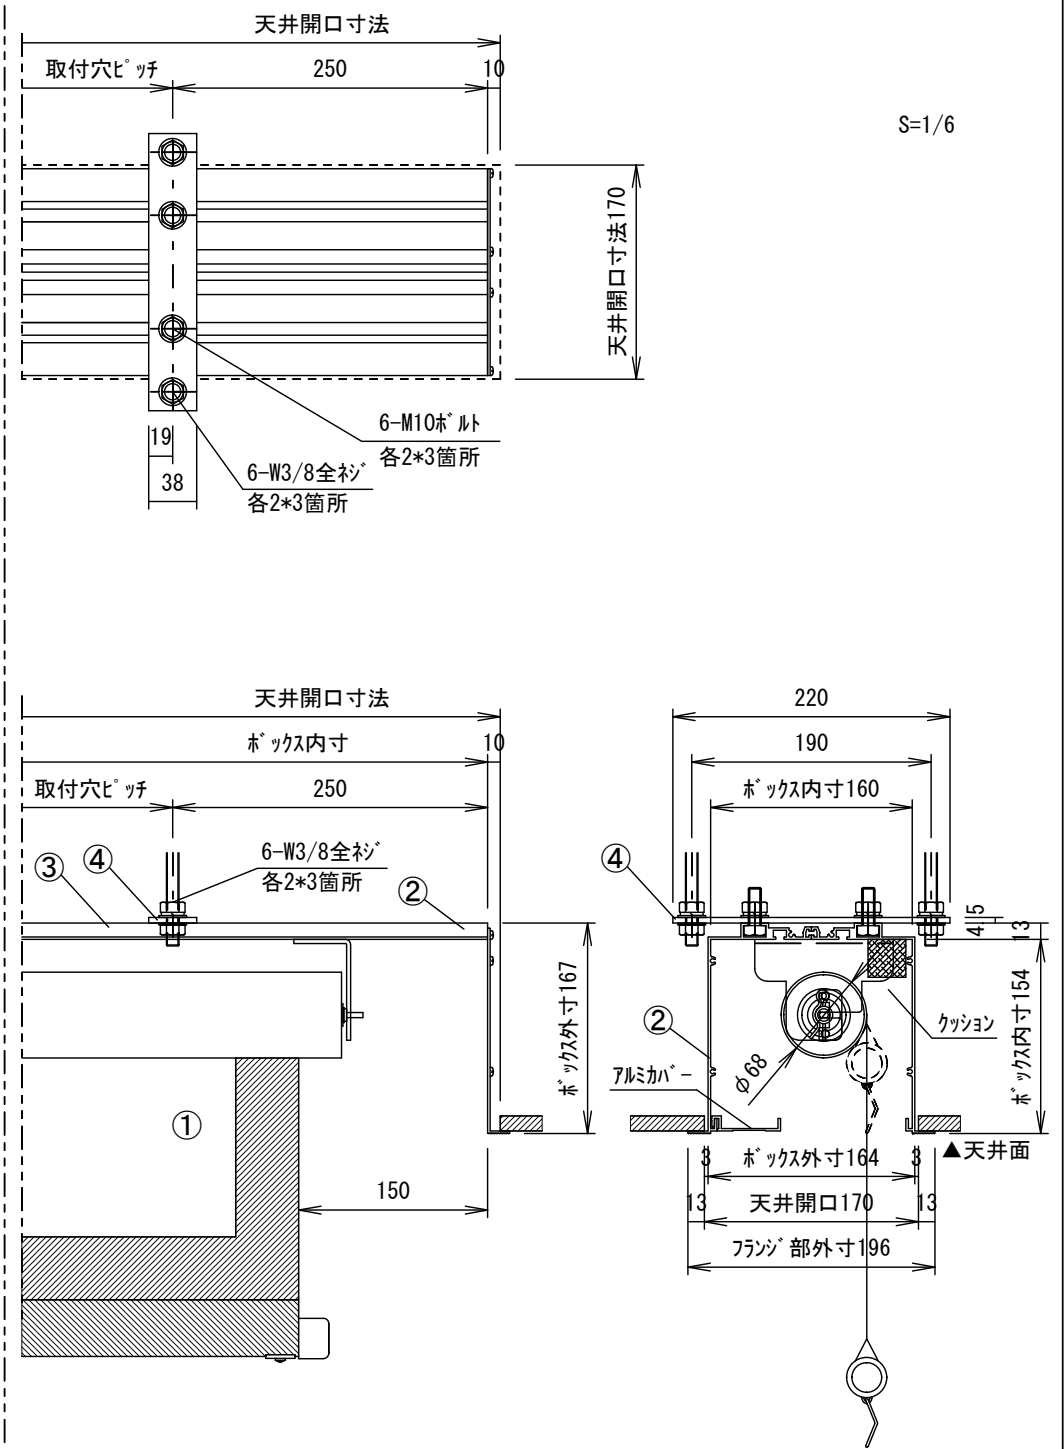 天井開口寸法
取付穴ﾋﾟｯﾁ
250
10
S=1/6
天井開口寸法170
6-M10ﾎﾞﾙﾄ
各2*3箇所
19
6-W3/8全ﾈｼﾞ
各2*3箇所
38
天井開口寸法
ﾎﾞｯｸｽ内寸
10
取付穴ﾋﾟｯﾁ
250
6-W3/8全ﾈｼﾞ
各2*3箇所
③
④
②
ﾎﾞｯｸｽ外寸167
①
150
220
190
ﾎﾞｯｸｽ内寸160
④
4.5
13
ﾎﾞｯｸｽ内寸154
②
ｸｯｼｮﾝ
φ68
ｱﾙﾐｶﾊﾞｰ
▲天井面
3
ﾎﾞｯｸｽ外寸164
3
13
天井開口170
13
ﾌﾗﾝｼﾞ部外寸196